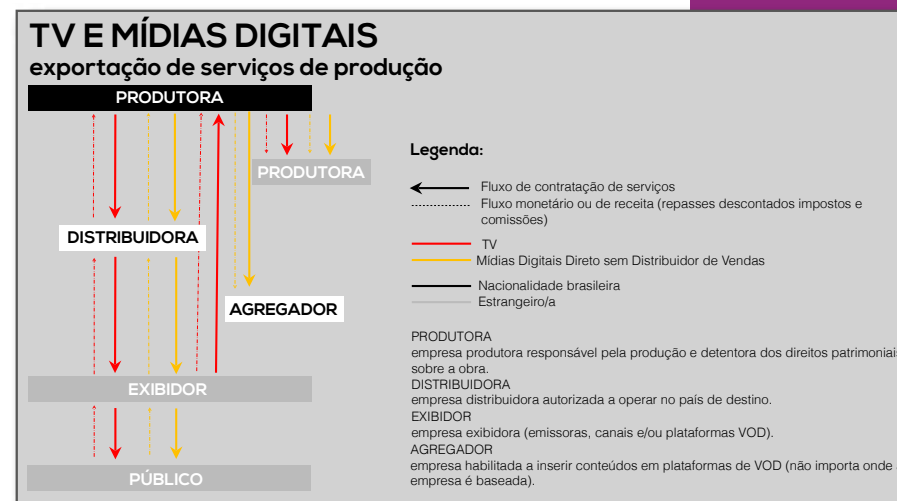 TV E MÍDIAS DIGITAIS
exportação de serviços de produção
PRODUTORA
PRODUTORA
DISTRIBUIDORA
AGREGADOR
EXIBIDOR
PÚBLICO
Legenda:
Fluxo de contratação de serviços
Fluxo monetário ou de receita (repasses descontados impostos e
comissões)
TV
Mídias Digitais Direto sem Distribuidor de Vendas
Nacionalidade brasileira
Estrangeiro/a
PRODUTORA
empresa produtora responsável pela produção e detentora dos direitos patrimoniais
sobre a obra.
DISTRIBUIDORA
empresa distribuidora autorizada a operar no país de destino.
EXIBIDOR
empresa exibidora (emissoras, canais e/ou plataformas VOD).
AGREGADOR
empresa habilitada a inserir conteúdos em plataformas de VOD (não importa onde a
empresa é baseada).